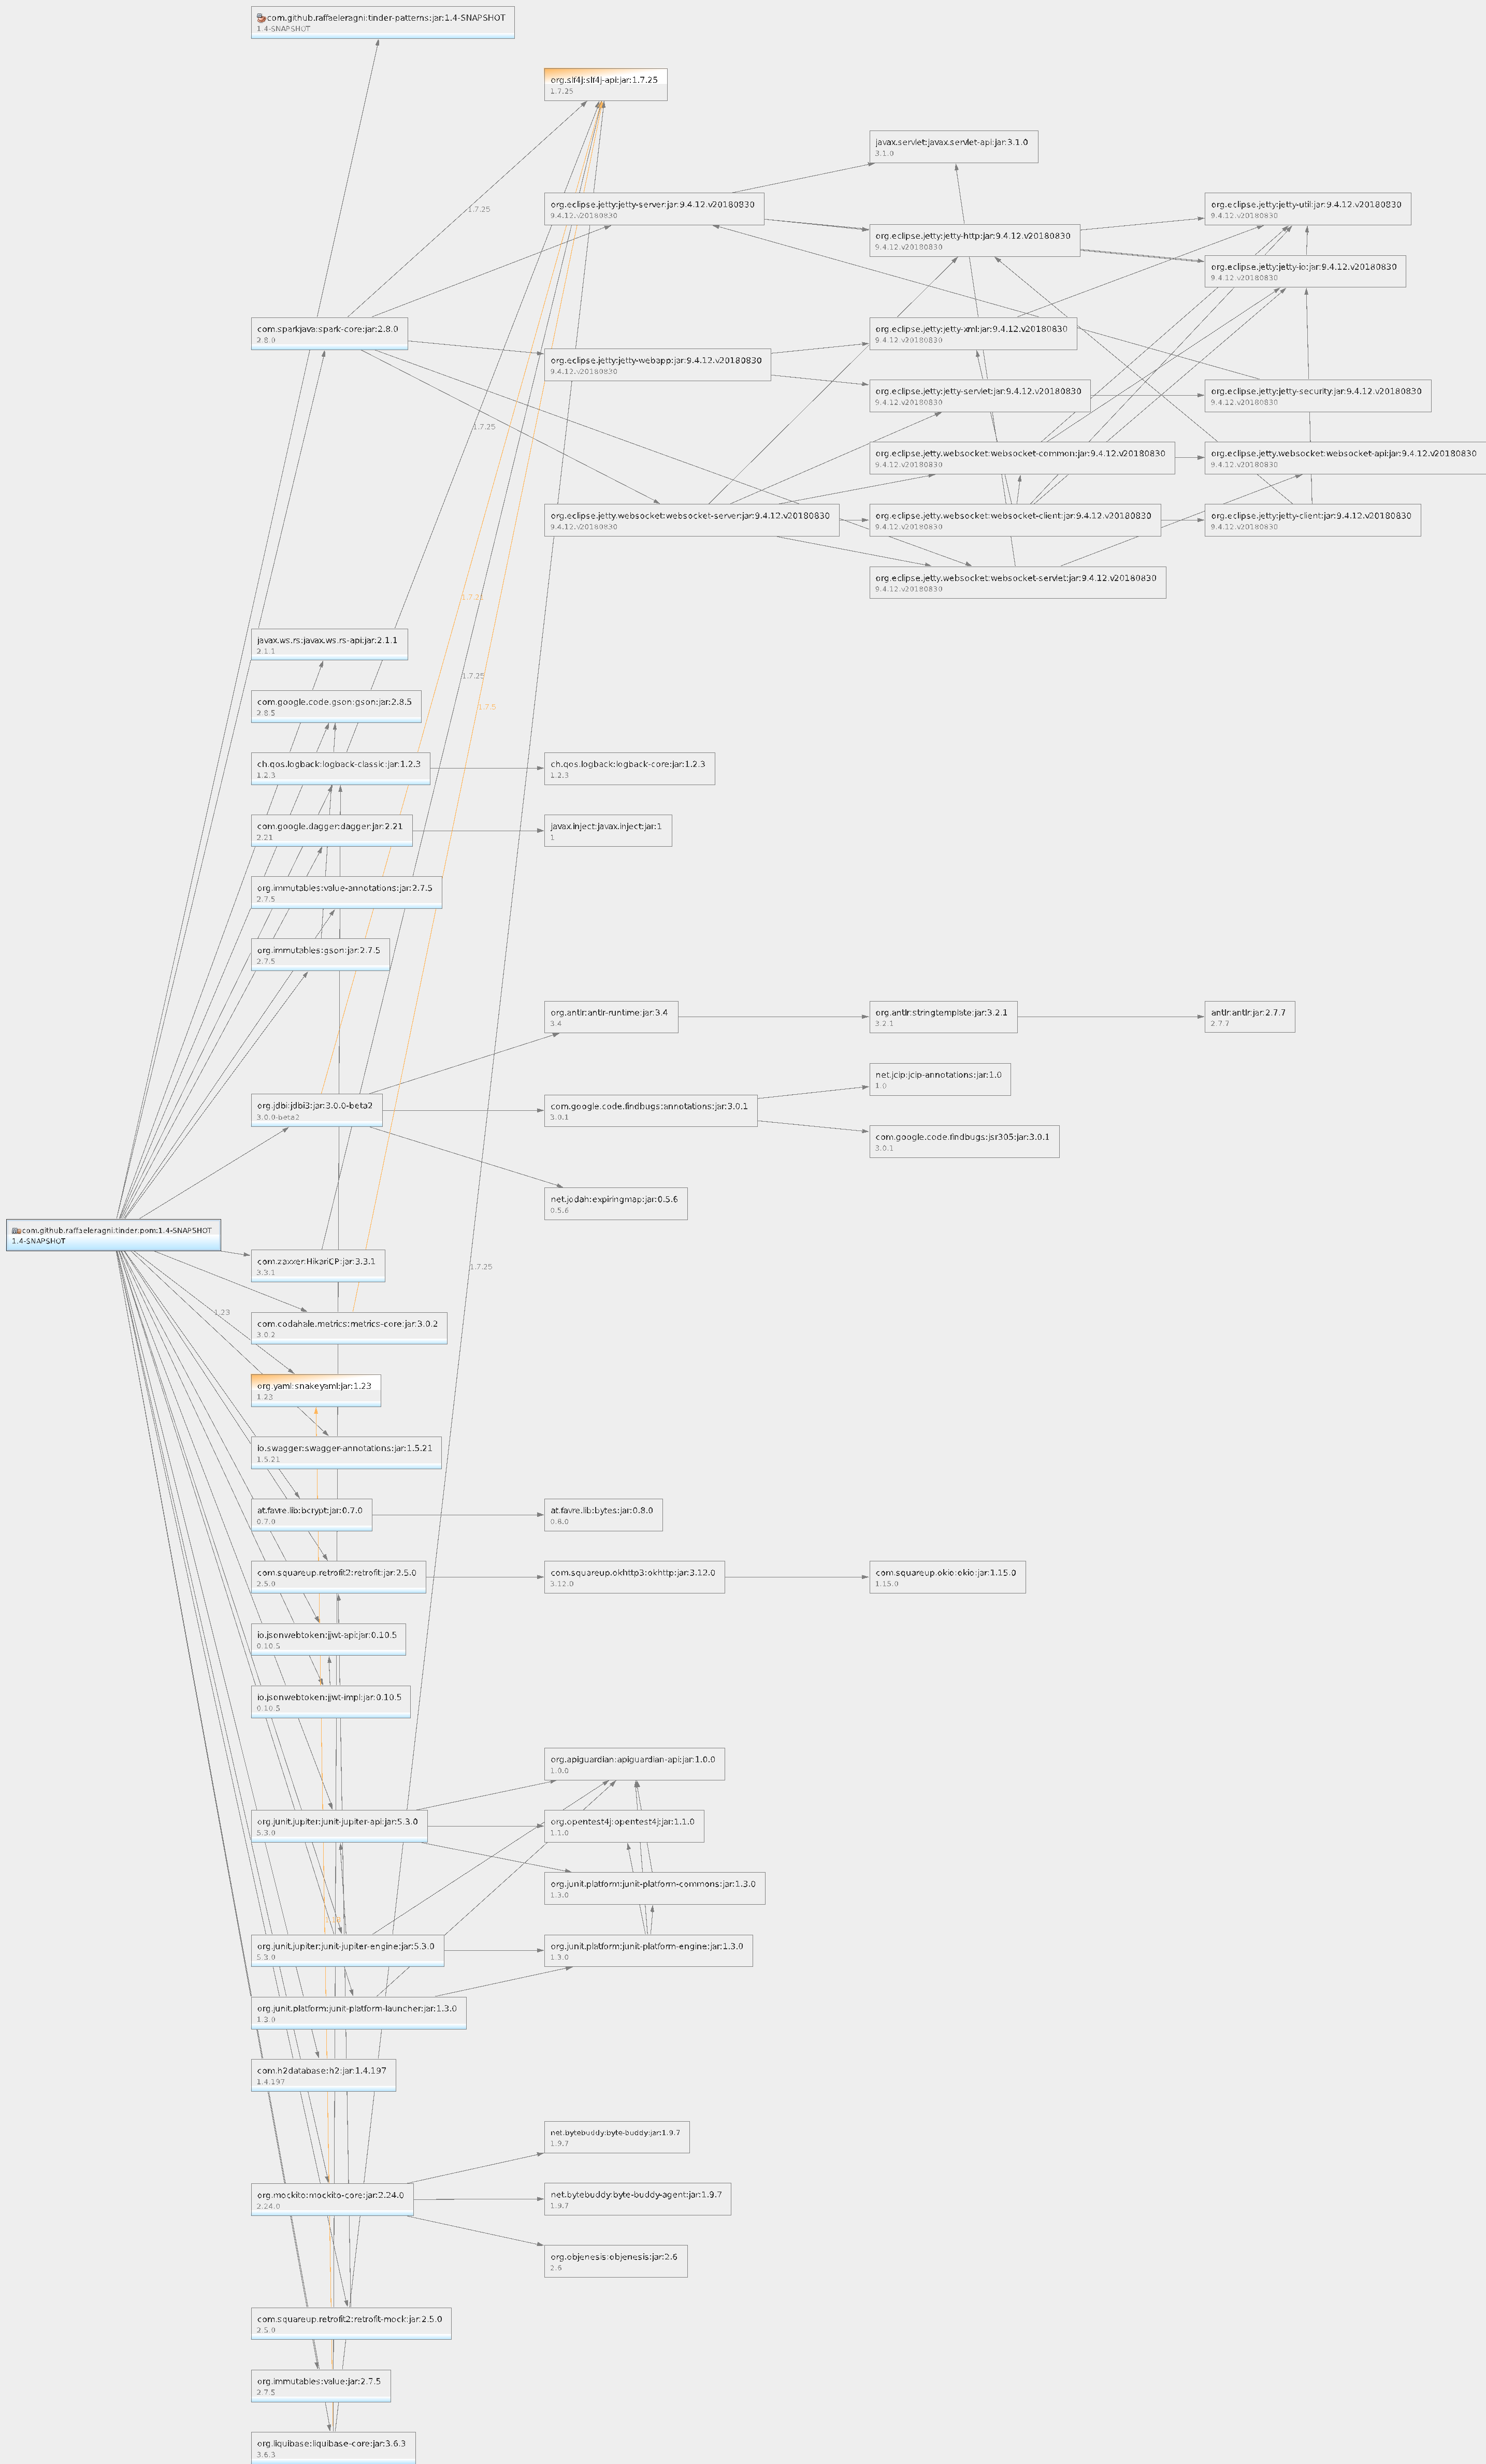 com.github.raffaeleragni:tinder-patterns:jar:1.4-SNAPSHOT
1.4-SNAPSHOT
org.slf4j:slf4j-api:jar:1.7.25
1.7.25
javax.servlet:javax.servlet-api:jar:3.1.0
3.1.0
org.eclipse.jetty:jetty-server:jar:9.4.12.v20180830
9.4.12.v20180830
org.eclipse.jetty:jetty-util:jar:9.4.12.v20180830
9.4.12.v20180830
1.7.25
org.eclipse.jetty:jetty-http:jar:9.4.12.v20180830
9.4.12.v20180830
org.eclipse.jetty:jetty-io:jar:9.4.12.v20180830
9.4.12.v20180830
com.sparkjava:spark-core:jar:2.8.0
2.8.0
org.eclipse.jetty:jetty-xml:jar:9.4.12.v20180830
9.4.12.v20180830
org.eclipse.jetty:jetty-webapp:jar:9.4.12.v20180830
9.4.12.v20180830
org.eclipse.jetty:jetty-servlet:jar:9.4.12.v20180830
9.4.12.v20180830
org.eclipse.jetty:jetty-security:jar:9.4.12.v20180830
9.4.12.v20180830
1.7.25
org.eclipse.jetty.websocket:websocket-common:jar:9.4.12.v20180830
9.4.12.v20180830
org.eclipse.jetty.websocket:websocket-api:jar:9.4.12.v20180830
9.4.12.v20180830
org.eclipse.jetty.websocket:websocket-server:jar:9.4.12.v20180830
9.4.12.v20180830
org.eclipse.jetty.websocket:websocket-client:jar:9.4.12.v20180830
9.4.12.v20180830
org.eclipse.jetty:jetty-client:jar:9.4.12.v20180830
9.4.12.v20180830
org.eclipse.jetty.websocket:websocket-servlet:jar:9.4.12.v20180830
9.4.12.v20180830
1.7.21
javax.ws.rs:javax.ws.rs-api:jar:2.1.1
2.1.1
1.7.25
com.google.code.gson:gson:jar:2.8.5
2.8.5
1.7.5
ch.qos.logback:logback-classic:jar:1.2.3
1.2.3
ch.qos.logback:logback-core:jar:1.2.3
1.2.3
com.google.dagger:dagger:jar:2.21
2.21
javax.inject:javax.inject:jar:1
1
org.immutables:value-annotations:jar:2.7.5
2.7.5
org.immutables:gson:jar:2.7.5
2.7.5
org.antlr:antlr-runtime:jar:3.4
3.4
org.antlr:stringtemplate:jar:3.2.1
3.2.1
antlr:antlr:jar:2.7.7
2.7.7
net.jcip:jcip-annotations:jar:1.0
1.0
org.jdbi:jdbi3:jar:3.0.0-beta2
3.0.0-beta2
com.google.code.findbugs:annotations:jar:3.0.1
3.0.1
com.google.code.findbugs:jsr305:jar:3.0.1
3.0.1
net.jodah:expiringmap:jar:0.5.6
0.5.6
com.github.raffaeleragni:tinder:pom:1.4-SNAPSHOT
1.4-SNAPSHOT
com.zaxxer:HikariCP:jar:3.3.1
3.3.1
1.7.25
1.23
com.codahale.metrics:metrics-core:jar:3.0.2
3.0.2
org.yaml:snakeyaml:jar:1.23
1.23
io.swagger:swagger-annotations:jar:1.5.21
1.5.21
at.favre.lib:bcrypt:jar:0.7.0
0.7.0
at.favre.lib:bytes:jar:0.8.0
0.8.0
com.squareup.retrofit2:retrofit:jar:2.5.0
2.5.0
com.squareup.okhttp3:okhttp:jar:3.12.0
3.12.0
com.squareup.okio:okio:jar:1.15.0
1.15.0
io.jsonwebtoken:jjwt-api:jar:0.10.5
0.10.5
io.jsonwebtoken:jjwt-impl:jar:0.10.5
0.10.5
org.apiguardian:apiguardian-api:jar:1.0.0
1.0.0
org.junit.jupiter:junit-jupiter-api:jar:5.3.0
5.3.0
org.opentest4j:opentest4j:jar:1.1.0
1.1.0
org.junit.platform:junit-platform-commons:jar:1.3.0
1.3.0
org.junit.jupiter:junit-jupiter-engine:jar:5.3.0
5.3.0
org.junit.platform:junit-platform-engine:jar:1.3.0
1.3.0
org.junit.platform:junit-platform-launcher:jar:1.3.0
1.3.0
com.h2database:h2:jar:1.4.197
1.4.197
net.bytebuddy:byte-buddy:jar:1.9.7
1.9.7
org.mockito:mockito-core:jar:2.24.0
2.24.0
net.bytebuddy:byte-buddy-agent:jar:1.9.7
1.9.7
org.objenesis:objenesis:jar:2.6
2.6
com.squareup.retrofit2:retrofit-mock:jar:2.5.0
2.5.0
org.immutables:value:jar:2.7.5
2.7.5
org.liquibase:liquibase-core:jar:3.6.3
3.6.3